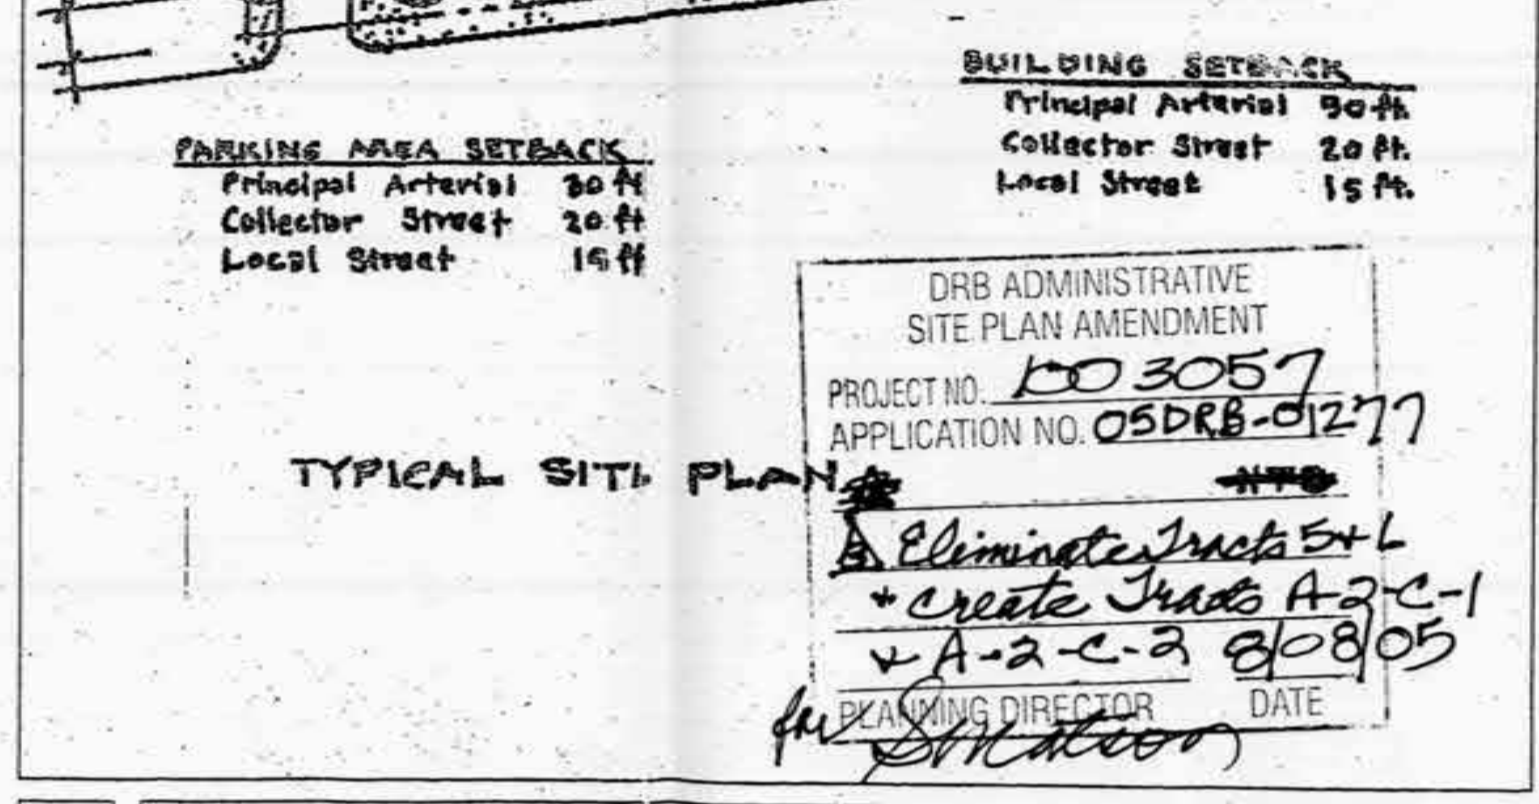 BUILDING SETBACK
Principal Arterial 30 ft.
Collector Street 20 ft.
Local Street 15 ft.
PARKING AREA SETBACK
Principal Arterial 30 ft
Collector Street 20 ft
Local Street 15 ft
TYPICAL SITE PLAN
NTS
DRB ADMINISTRATIVE
SITE PLAN AMENDMENT
PROJECT NO. 1003057
APPLICATION NO. 05DRB-01277
Eliminate Tracts 5 + 6
+ create Tracts A-2-C-1
+ A-2-C-2 8/08/05
PLANNING DIRECTOR DATE
for SMatson